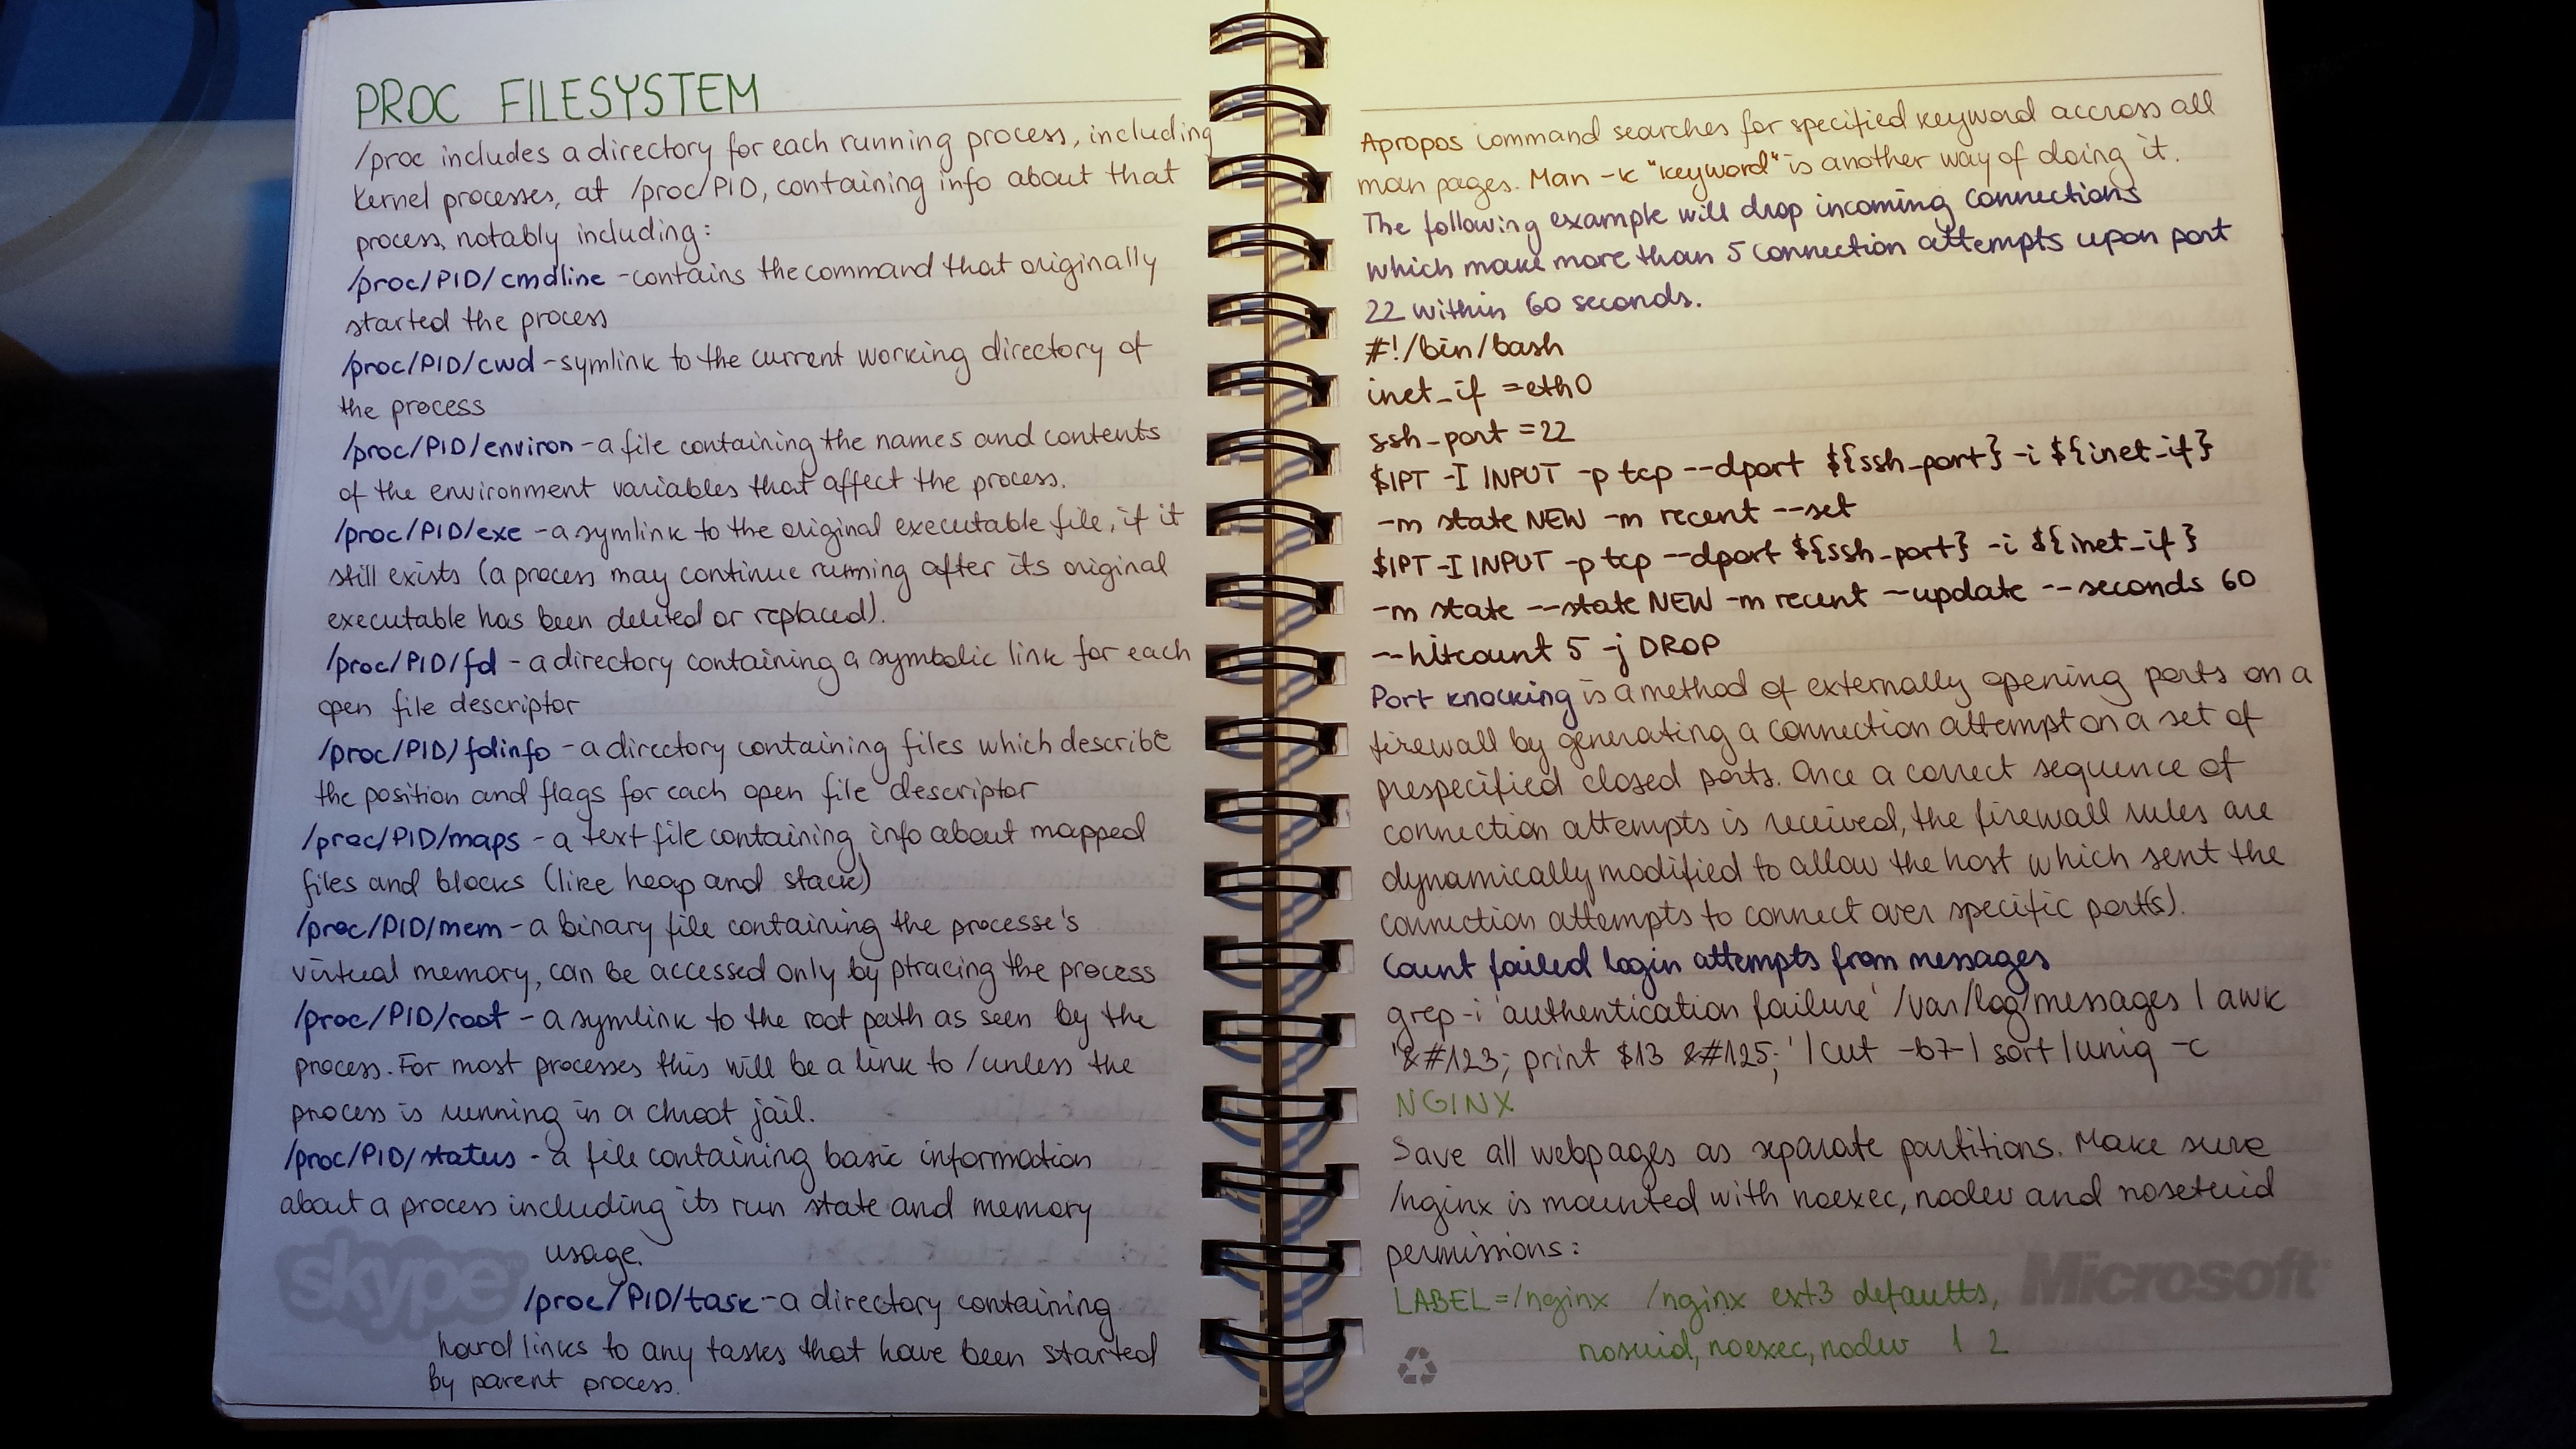 PROC FILESYSTEM
/proc includes a directory for each running process, including
kernel processes, at /proc/PID, containing info about that
process, notably including:
/proc/PID/cmdline - contains the command that originally
started the process
/proc/PID/cwd - symlink to the current working directory of
the process
/proc/PID/environ - a file containing the names and contents
of the environment variables that affect the process.
/proc/PID/exe - a symlink to the original executable file, if it
still exists (a process may continue running after its original
executable has been deleted or replaced).
/proc/PID/fd - a directory containing a symbolic link for each
open file descriptor
/proc/PID/fdinfo - a directory containing files which describe
the position and flags for each open file descriptor
/proc/PID/maps - a text file containing info about mapped
files and blocks (like heap and stack)
/proc/PID/mem - a binary file containing the processe's
virtual memory, can be accessed only by ptracing the process
/proc/PID/root - a symlink to the root path as seen by the
process. For most processes this will be a link to / unless the
process is running in a chroot jail.
/proc/PID/status - a file containing basic information
about a process including its run state and memory
usage.
/proc/PID/task - a directory containing
hard links to any tasks that have been started
by parent process.
skype™
Apropos command searches for specified keyword accross all
man pages. Man -k "keyword" is another way of doing it.
The following example will drop incoming connections
which make more than 5 connection attempts upon port
22 within 60 seconds.
#!/bin/bash
inet_if =eth0
ssh_port =22
$IPT -I INPUT -p tcp --dport ${ssh_port} -i ${inet_if}
-m state NEW -m recent --set
$IPT -I INPUT -p tcp --dport ${ssh_port} -i ${inet_if}
-m state --state NEW -m recent --update --seconds 60
--hitcount 5 -j DROP
Port knocking is a method of externally opening ports on a
firewall by generating a connection attempt on a set of
prespecified closed ports. Once a correct sequence of
connection attempts is received, the firewall rules are
dynamically modified to allow the host which sent the
connection attempts to connect over specific port(s).
Count failed login attempts from messages
grep -i 'authentication failure' /var/log/messages | awk
'&#123; print $13 &#125;' | cut -b7- | sort | uniq -c
NGINX
Save all webpages as separate partitions. Make sure
/nginx is mounted with noexec, nodev and nosetuid
permissions:
LABEL=/nginx /nginx ext3 defaults,
nosuid, noexec, nodev 1 2
Microsoft